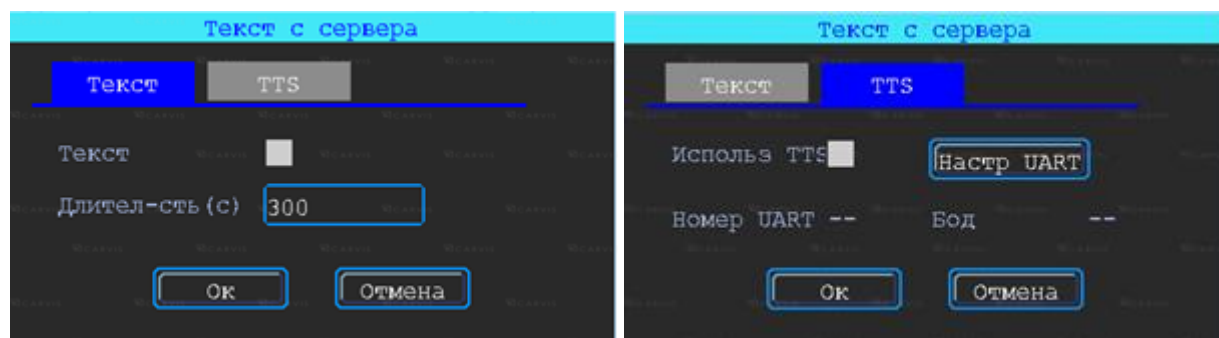 Текст с сервера
Текст TTS
Текст
Длител-сть(с) 300
Ок Отмена
Текст с сервера
Текст TTS
Использ TTS Настр UART
Номер UART -- Бод --
Ок Отмена